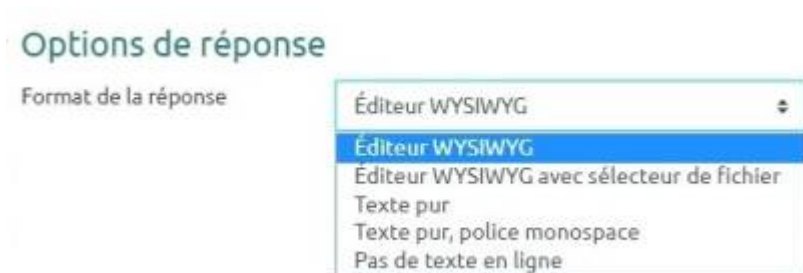 Options de réponse
Format de la réponse
Éditeur WYSIWYG
Éditeur WYSIWYG
Éditeur WYSIWYG avec sélecteur de fichier
Texte pur
Texte pur, police monospace
Pas de texte en ligne